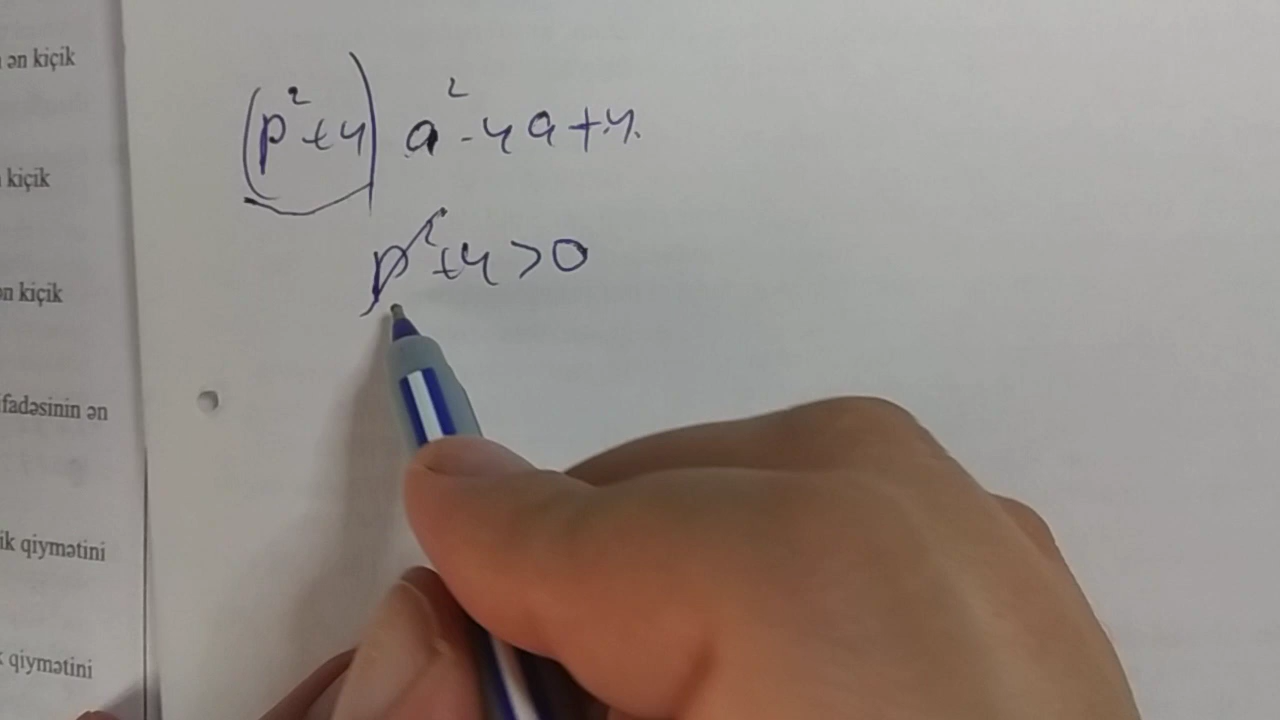 ən kiçik
(p²+4) a²-4a+4.
kiçik
p²+4>0
ən kiçik
fadəsinin ən
ik qiymətini
k qiymətini